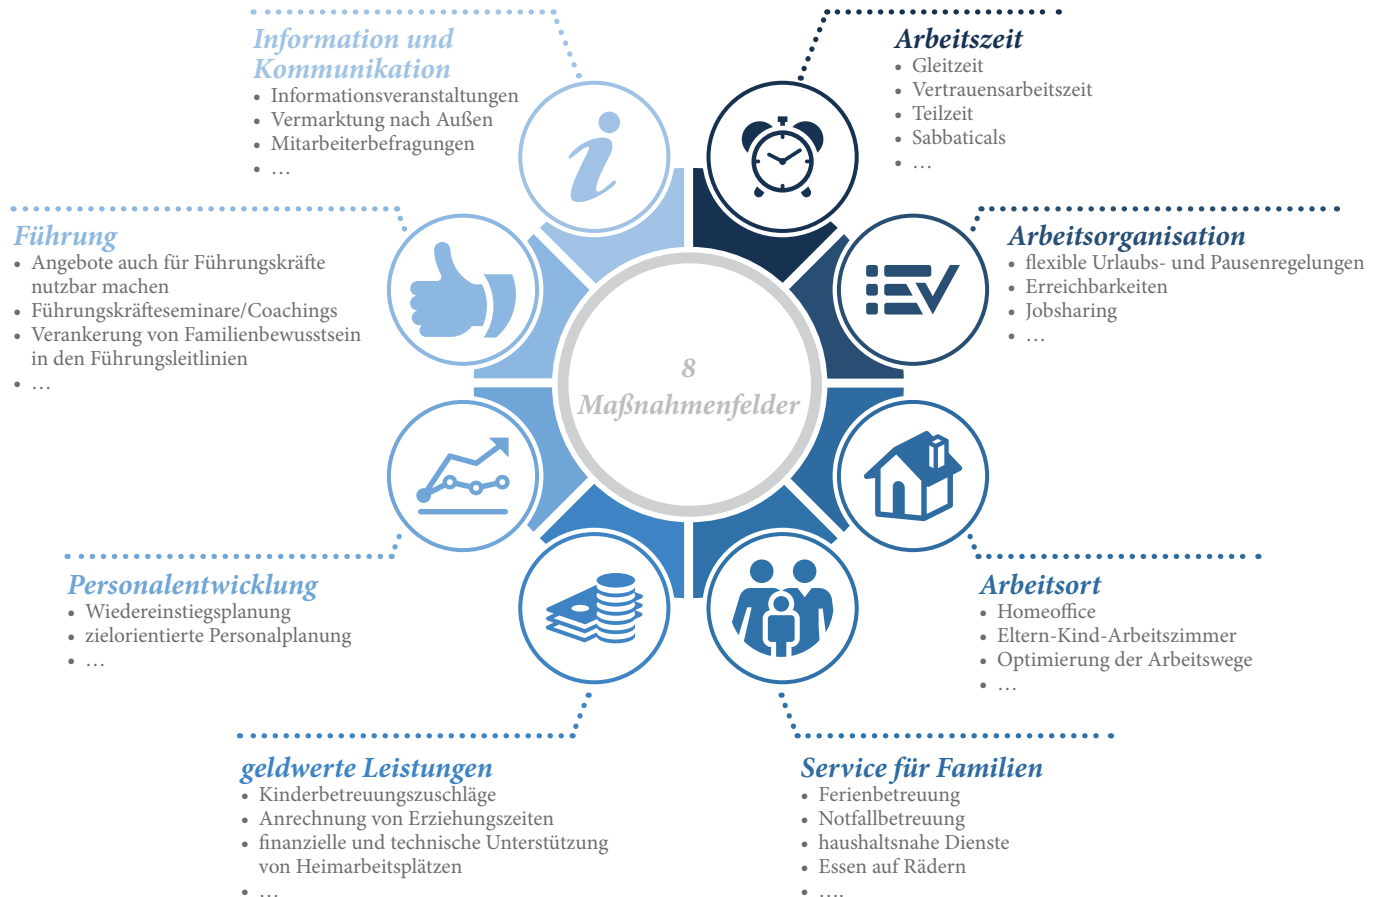 8
Maßnahmenfelder
Arbeitszeit
• Gleitzeit
• Vertrauensarbeitszeit
• Teilzeit
• Sabbaticals
• …
Arbeitsorganisation
• flexible Urlaubs- und Pausenregelungen
• Erreichbarkeiten
• Jobsharing
• …
Arbeitsort
• Homeoffice
• Eltern-Kind-Arbeitszimmer
• Optimierung der Arbeitswege
• …
Service für Familien
• Ferienbetreuung
• Notfallbetreuung
• haushaltsnahe Dienste
• Essen auf Rädern
• ….
geldwerte Leistungen
• Kinderbetreuungszuschläge
• Anrechnung von Erziehungszeiten
• finanzielle und technische Unterstützung
von Heimarbeitsplätzen
• …
Personalentwicklung
• Wiedereinstiegsplanung
• zielorientierte Personalplanung
• …
Führung
• Angebote auch für Führungskräfte
nutzbar machen
• Führungskräfteseminare/Coachings
• Verankerung von Familienbewusstsein
in den Führungsleitlinien
• …
Information und
Kommunikation
• Informationsveranstaltungen
• Vermarktung nach Außen
• Mitarbeiterbefragungen
• …